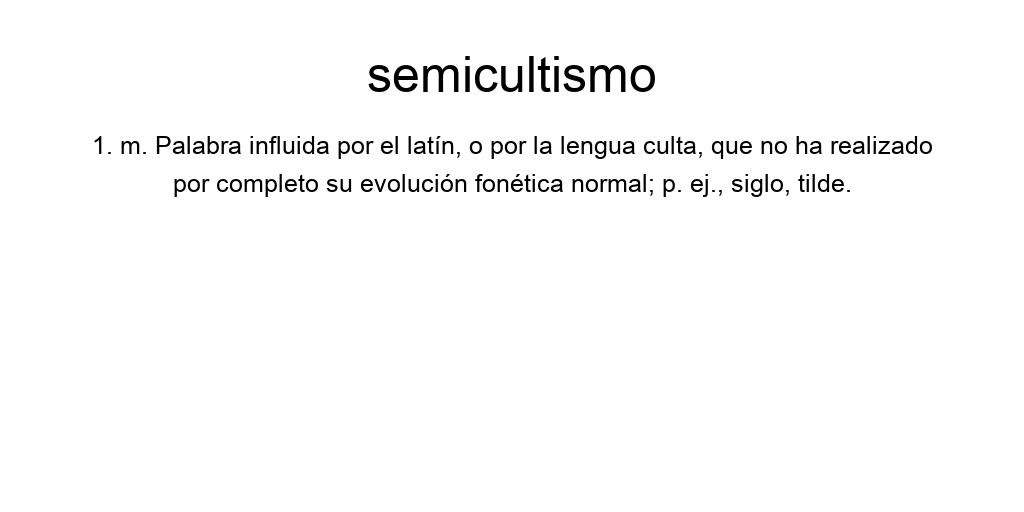 semicultismo
1. m. Palabra influida por el latín, o por la lengua culta, que no ha realizado
por completo su evolución fonética normal; p. ej., siglo, tilde.